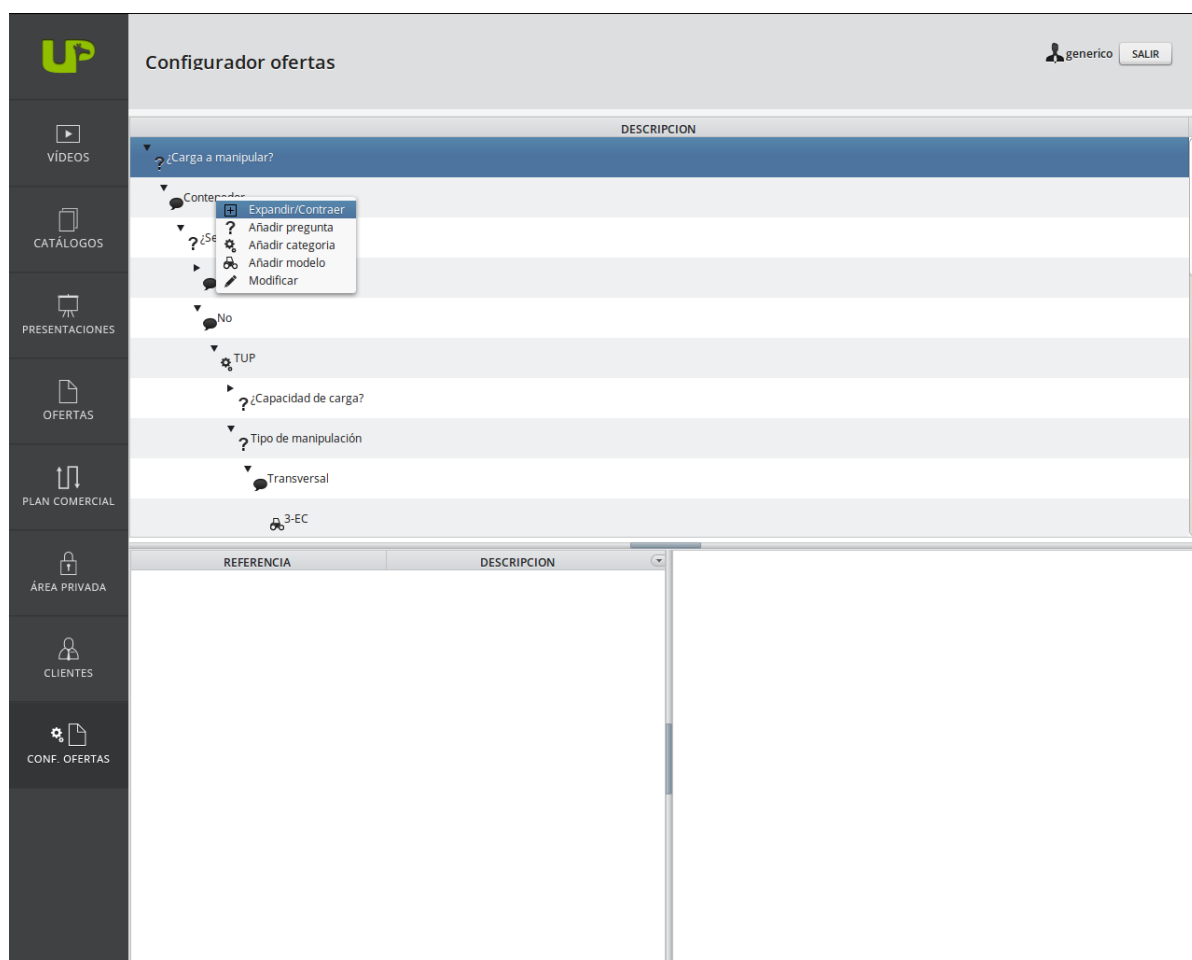 UP
Configurador ofertas
generico
SALIR
VÍDEOS
CATÁLOGOS
PRESENTACIONES
OFERTAS
PLAN COMERCIAL
ÁREA PRIVADA
CLIENTES
CONF. OFERTAS
DESCRIPCION
¿Carga a manipular?
Expandir/Contraer
Añadir pregunta
Añadir categoria
Añadir modelo
Modificar
No
TUP
¿Capacidad de carga?
Tipo de manipulación
Transversal
3-EC
REFERENCIA
DESCRIPCION